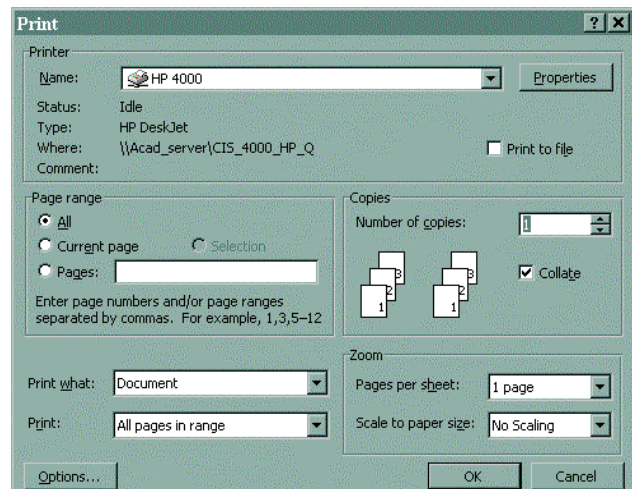 Print
Printer
Name: HP 4000 Properties
Status: Idle
Type: HP DeskJet
Where: \\Acad_server\CIS_4000_HP_Q
Print to file
Comment:
Page range
All
Current page Selection
Pages:
Enter page numbers and/or page ranges
separated by commas. For example, 1,3,5–12
Copies
Number of copies: 1
3 3
2 2
1 1
Collate
Print what: Document
Print: All pages in range
Zoom
Pages per sheet: 1 page
Scale to paper size: No Scaling
Options... OK Cancel